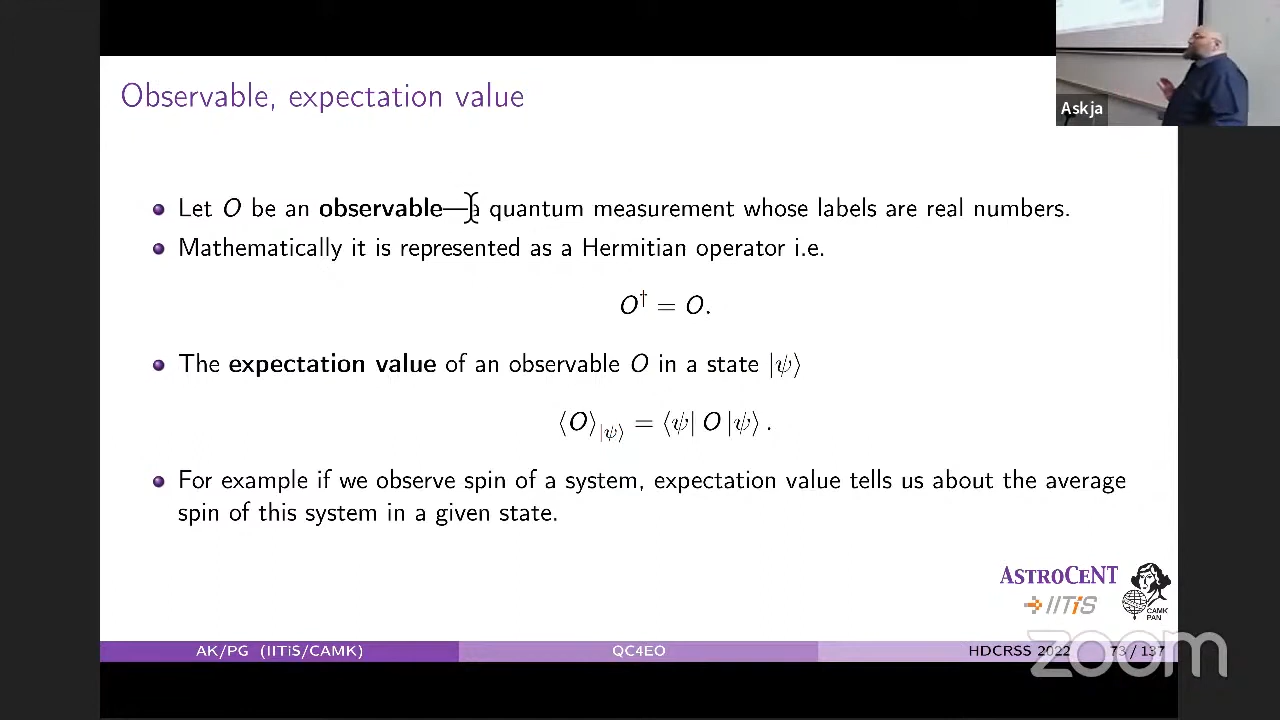 Observable, expectation value
Askja
Let O be an observable—a quantum measurement whose labels are real numbers.
Mathematically it is represented as a Hermitian operator i.e.
O† = O.
The expectation value of an observable O in a state |ψ⟩
⟨O⟩|ψ⟩ = ⟨ψ| O |ψ⟩ .
For example if we observe spin of a system, expectation value tells us about the average
spin of this system in a given state.
ASTROCENT
IITiS
CAMK
PAN
AK/PG (IITiS/CAMK) QC4EO HDCRSS 2022 73 / 137
zoom